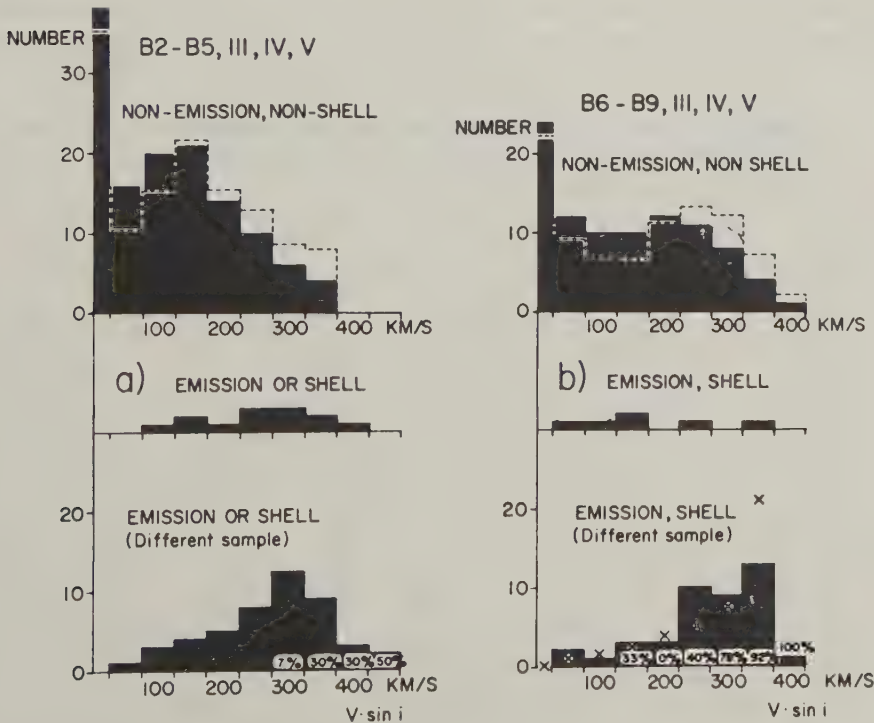 NUMBER
B2-B5, III, IV, V
30
NON-EMISSION, NON-SHELL
20
10
0
100 200 300 400 KM/S
a) EMISSION OR SHELL
20
EMISSION OR SHELL
(Different sample)
10
0
7% 30% 30% 50%
100 200 300 400 KM/S
V·sin i
B6-B9, III, IV, V
NUMBER
20
NON-EMISSION, NON SHELL
10
0
100 200 300 400 KM/S
b) EMISSION, SHELL
20
EMISSION, SHELL
(Different sample)
10
0
33% 0% 40% 78% 92% 100%
100 200 300 400 KM/S
V·sin i